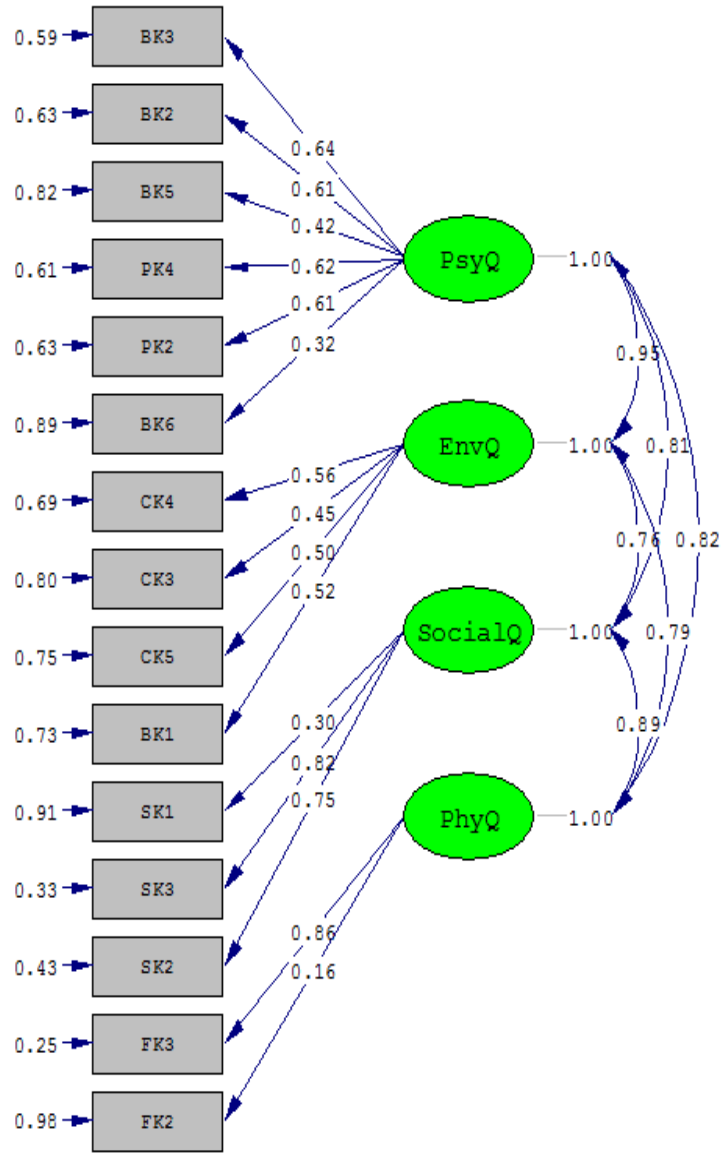 0.59 BK3
0.64
0.63 BK2
0.61
0.82 BK5
0.42
PsyQ 1.00
0.61 PK4
0.62
0.61
0.63 PK2
0.32
0.95
0.89 BK6
EnvQ 1.00 0.81
0.56
0.69 CK4
0.45
0.76 0.82
0.50
0.80 CK3
0.52
SocialQ 1.00 0.79
0.75 CK5
0.30
0.89
0.73 BK1
0.82
0.75
0.91 SK1
PhyQ 1.00
0.33 SK3
0.86
0.43 SK2
0.16
0.25 FK3
0.98 FK2